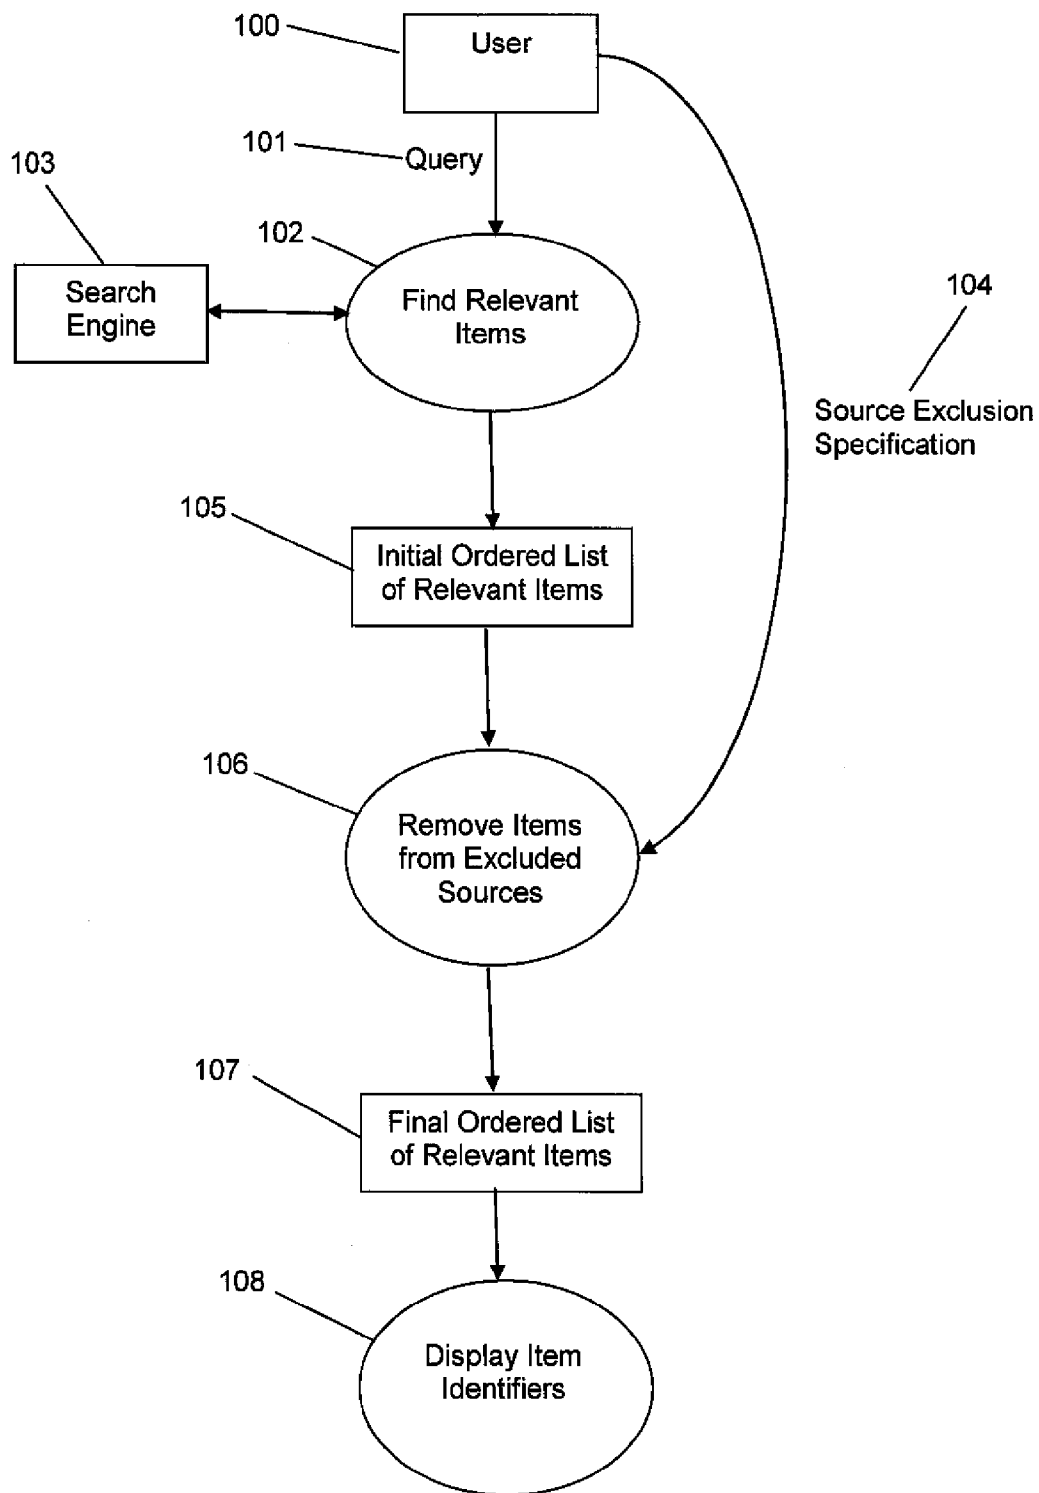 100
User
101
Query
103
102
Search
Engine
Find Relevant
Items
104
Source Exclusion
Specification
105
Initial Ordered List
of Relevant Items
106
Remove Items
from Excluded
Sources
107
Final Ordered List
of Relevant Items
108
Display Item
Identifiers